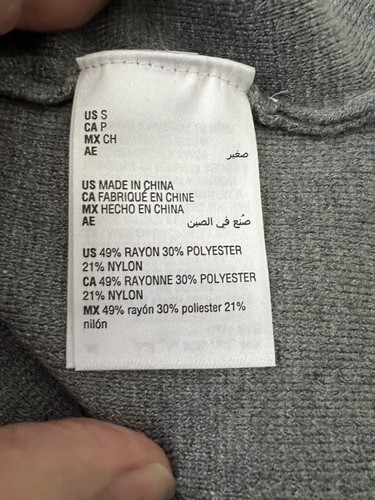 US S
CA P
MX CH
AE صغير
US MADE IN CHINA
CA FABRIQUÉ EN CHINE
MX HECHO EN CHINA
AE صُنع في الصين
US 49% RAYON 30% POLYESTER
21% NYLON
CA 49% RAYONNE 30% POLYESTER
21% NYLON
MX 49% rayón 30% poliester 21%
nilón